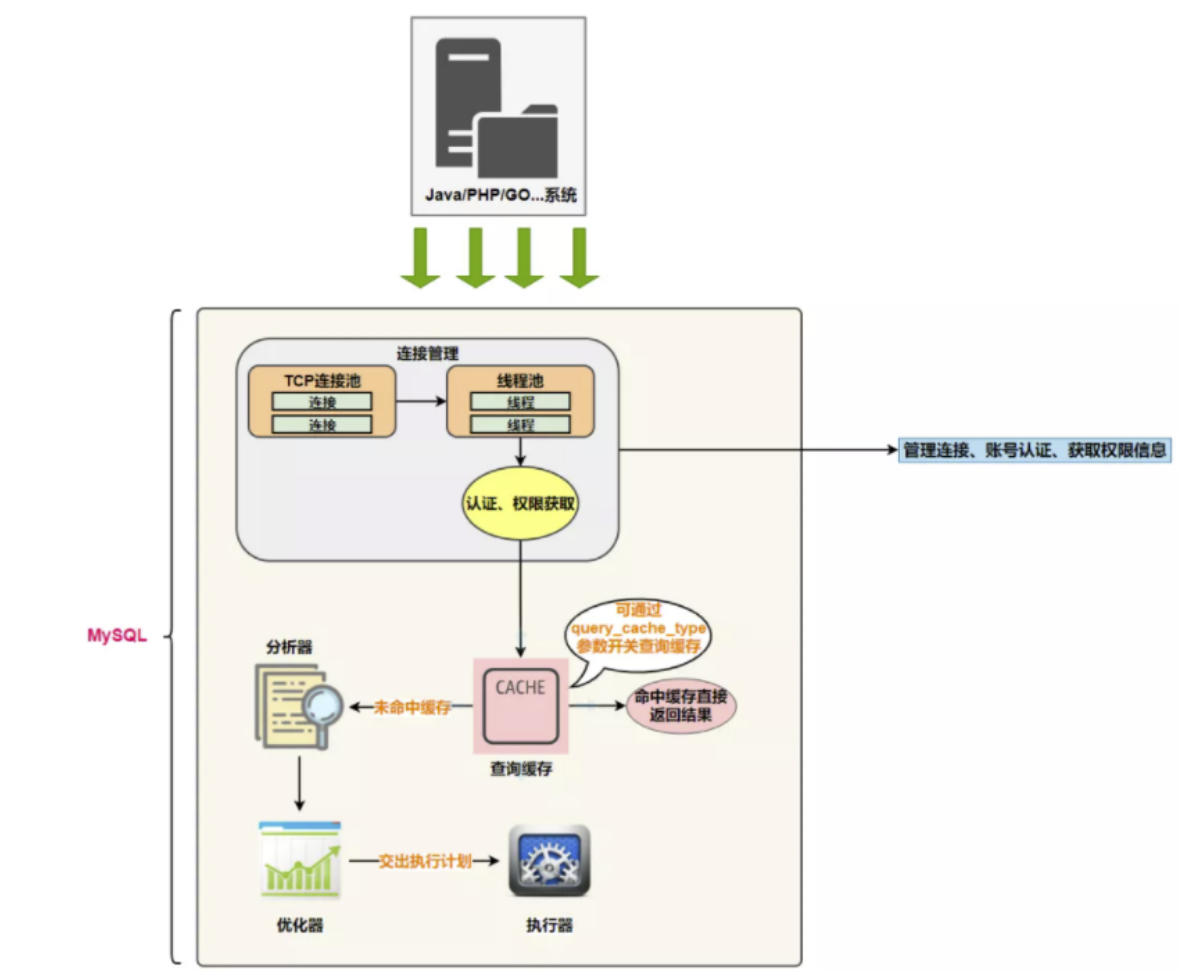 Java/PHP/GO...系统
连接管理
TCP连接池
连接
连接
线程池
线程
线程
管理连接、账号认证、获取权限信息
认证、权限获取
MySQL
可通过
query_cache_type
参数开关查询缓存
分析器
CACHE
未命中缓存
命中缓存直接
返回结果
查询缓存
交出执行计划
优化器
执行器